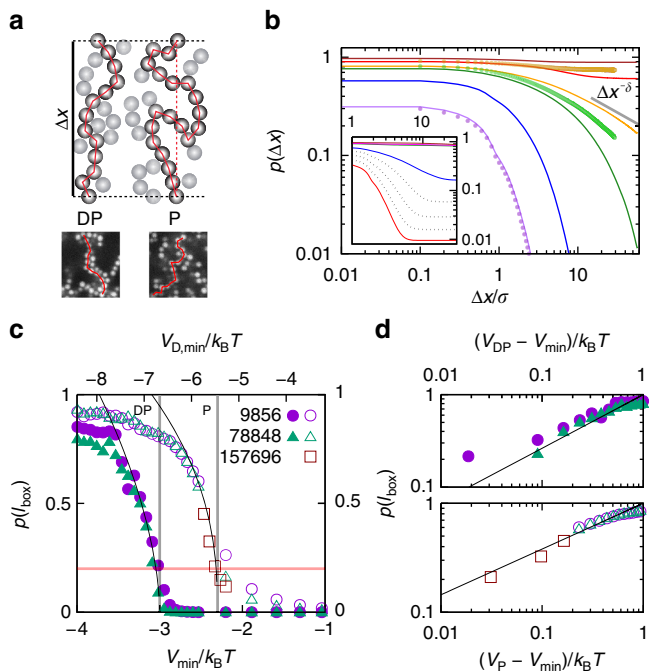 a
Δx
DP
P
b
p(Δx)
1
0.1
0.01
0.01
0.1
1
10
Δx/σ
Δx⁻ᵟ
1
10
1
0.1
0.01
c
V_D,min/k_BT
−8
−7
−6
−5
−4
1
0.5
0
p(l_box)
DP
P
9856
78848
157696
1
0.5
0
−4
−3
−2
−1
V_min/k_BT
d
(V_DP − V_min)/k_BT
0.01
0.1
1
1
0.1
p(l_box)
1
0.1
p(l_box)
0.01
0.1
1
(V_P − V_min)/k_BT